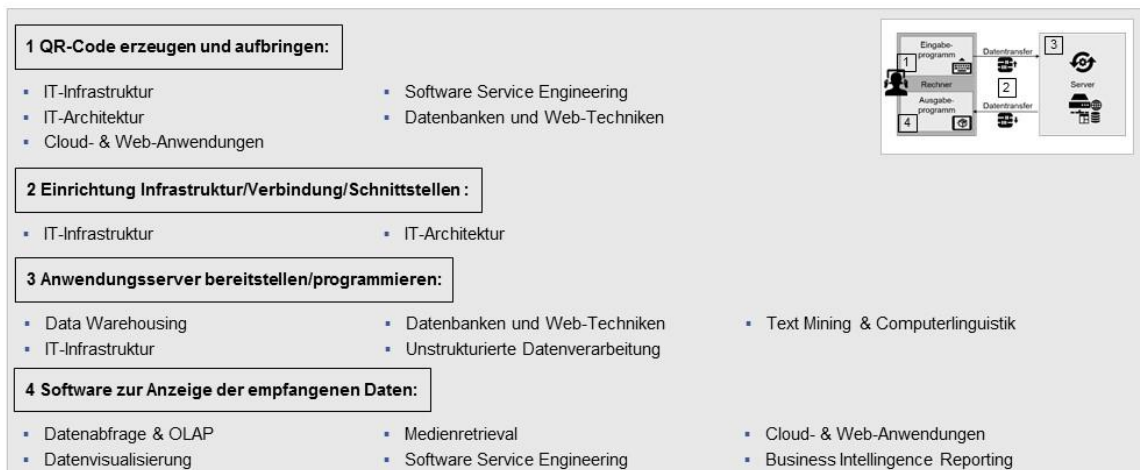 1 QR-Code erzeugen und aufbringen:
IT-Infrastruktur
IT-Architektur
Cloud- & Web-Anwendungen
Software Service Engineering
Datenbanken und Web-Techniken
Eingabe-
programm
1
Rechner
Ausgabe-
programm
4
Datentransfer
2
Datentransfer
3
Server
2 Einrichtung Infrastruktur/Verbindung/Schnittstellen :
IT-Infrastruktur
IT-Architektur
3 Anwendungsserver bereitstellen/programmieren:
Data Warehousing
IT-Infrastruktur
Datenbanken und Web-Techniken
Unstrukturierte Datenverarbeitung
Text Mining & Computerlinguistik
4 Software zur Anzeige der empfangenen Daten:
Datenabfrage & OLAP
Datenvisualisierung
Medienretrieval
Software Service Engineering
Cloud- & Web-Anwendungen
Business Intellingence Reporting